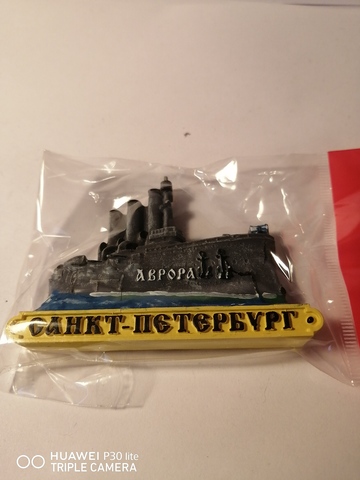 АВРОРА
САНКТ-ПЕТЕРБУРГ
HUAWEI P30 lite
TRIPLE CAMERA